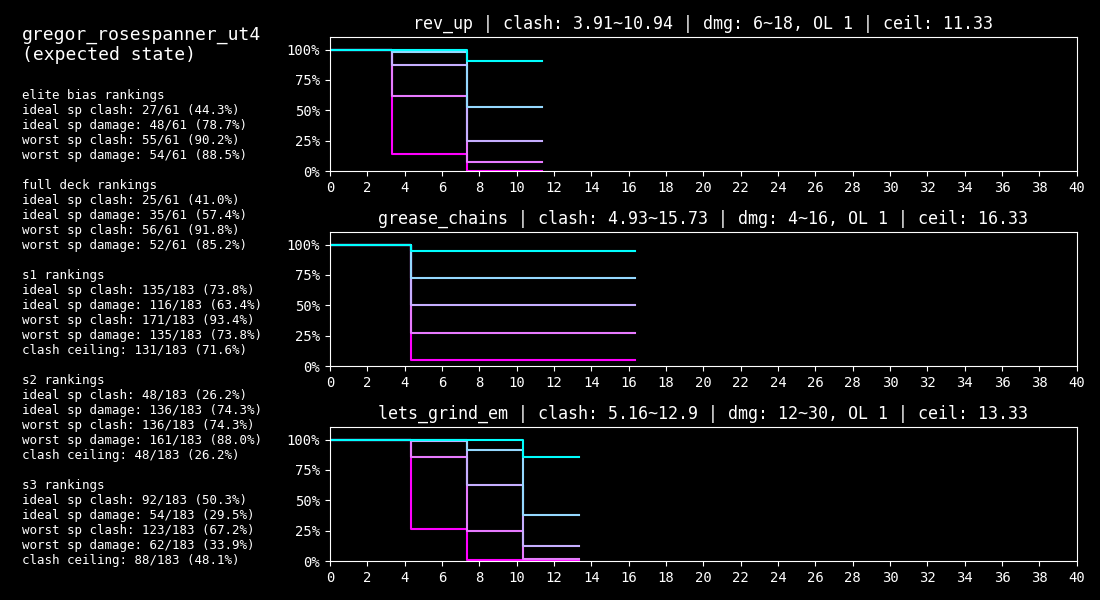 gregor_rosespanner_ut4
(expected state)
elite bias rankings
ideal sp clash: 27/61 (44.3%)
ideal sp damage: 48/61 (78.7%)
worst sp clash: 55/61 (90.2%)
worst sp damage: 54/61 (88.5%)
full deck rankings
ideal sp clash: 25/61 (41.0%)
ideal sp damage: 35/61 (57.4%)
worst sp clash: 56/61 (91.8%)
worst sp damage: 52/61 (85.2%)
s1 rankings
ideal sp clash: 135/183 (73.8%)
ideal sp damage: 116/183 (63.4%)
worst sp clash: 171/183 (93.4%)
worst sp damage: 135/183 (73.8%)
clash ceiling: 131/183 (71.6%)
s2 rankings
ideal sp clash: 48/183 (26.2%)
ideal sp damage: 136/183 (74.3%)
worst sp clash: 136/183 (74.3%)
worst sp damage: 161/183 (88.0%)
clash ceiling: 48/183 (26.2%)
s3 rankings
ideal sp clash: 92/183 (50.3%)
ideal sp damage: 54/183 (29.5%)
worst sp clash: 123/183 (67.2%)
worst sp damage: 62/183 (33.9%)
clash ceiling: 88/183 (48.1%)
rev_up | clash: 3.91~10.94 | dmg: 6~18, OL 1 | ceil: 11.33
100%
75%
50%
25%
0%
0 2 4 6 8 10 12 14 16 18 20 22 24 26 28 30 32 34 36 38 40
grease_chains | clash: 4.93~15.73 | dmg: 4~16, OL 1 | ceil: 16.33
100%
75%
50%
25%
0%
0 2 4 6 8 10 12 14 16 18 20 22 24 26 28 30 32 34 36 38 40
lets_grind_em | clash: 5.16~12.9 | dmg: 12~30, OL 1 | ceil: 13.33
100%
75%
50%
25%
0%
0 2 4 6 8 10 12 14 16 18 20 22 24 26 28 30 32 34 36 38 40